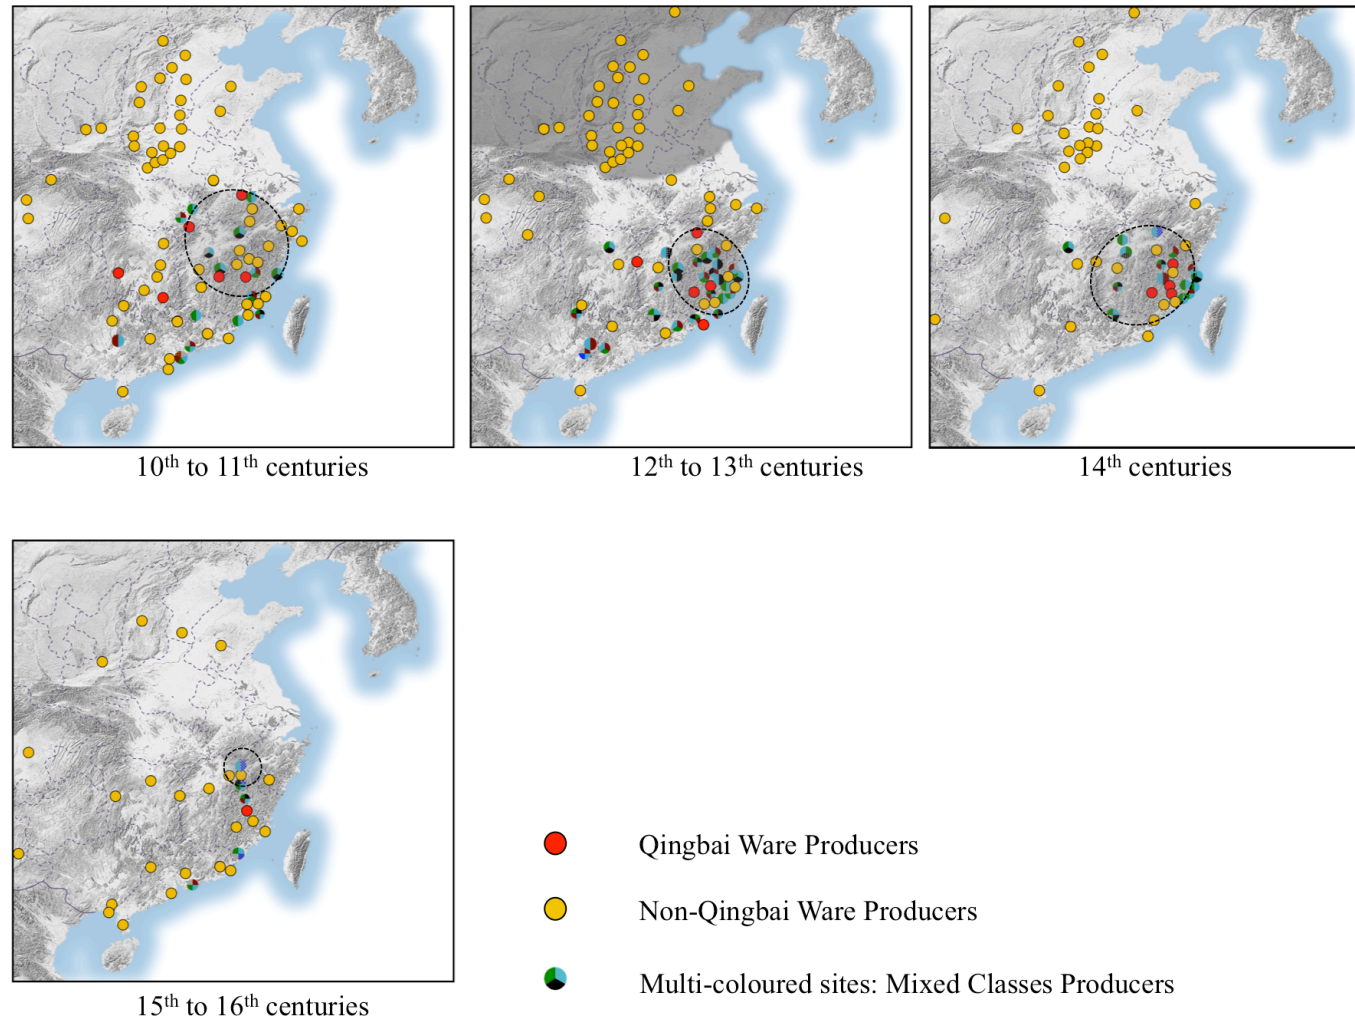 10th to 11th centuries
12th to 13th centuries
14th centuries
15th to 16th centuries
Qingbai Ware Producers
Non-Qingbai Ware Producers
Multi-coloured sites: Mixed Classes Producers